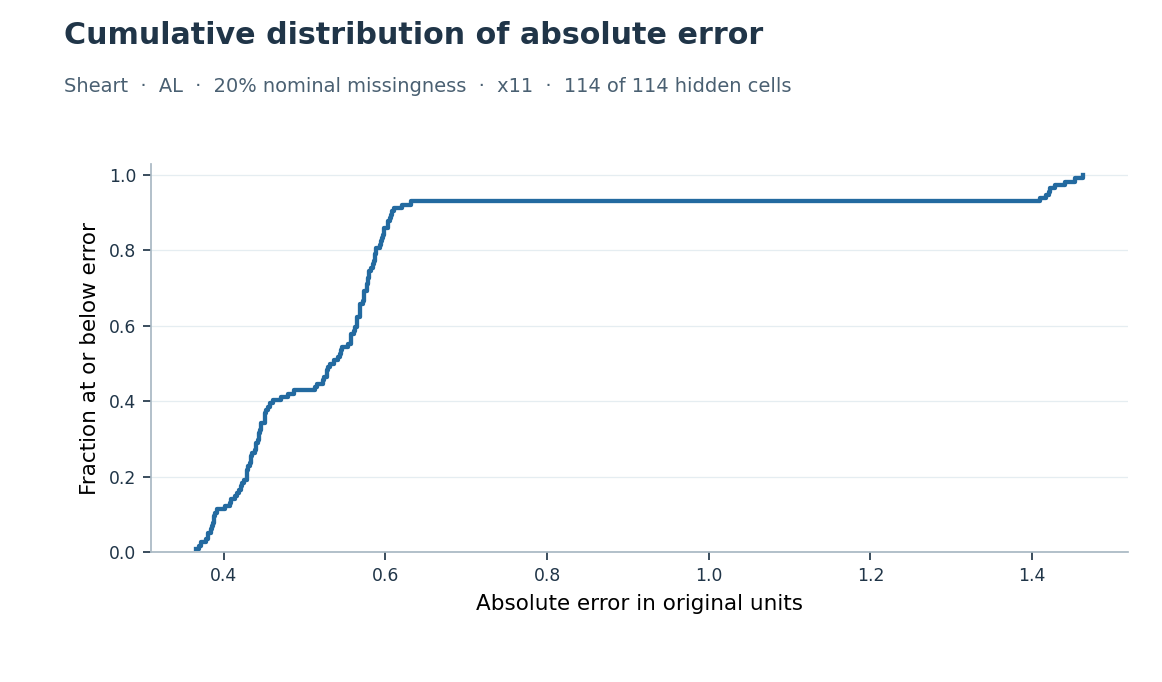 Cumulative distribution of absolute error
Sheart · AL · 20% nominal missingness · x11 · 114 of 114 hidden cells
Fraction at or below error
1.0
0.8
0.6
0.4
0.2
0.0
0.4 0.6 0.8 1.0 1.2 1.4
Absolute error in original units